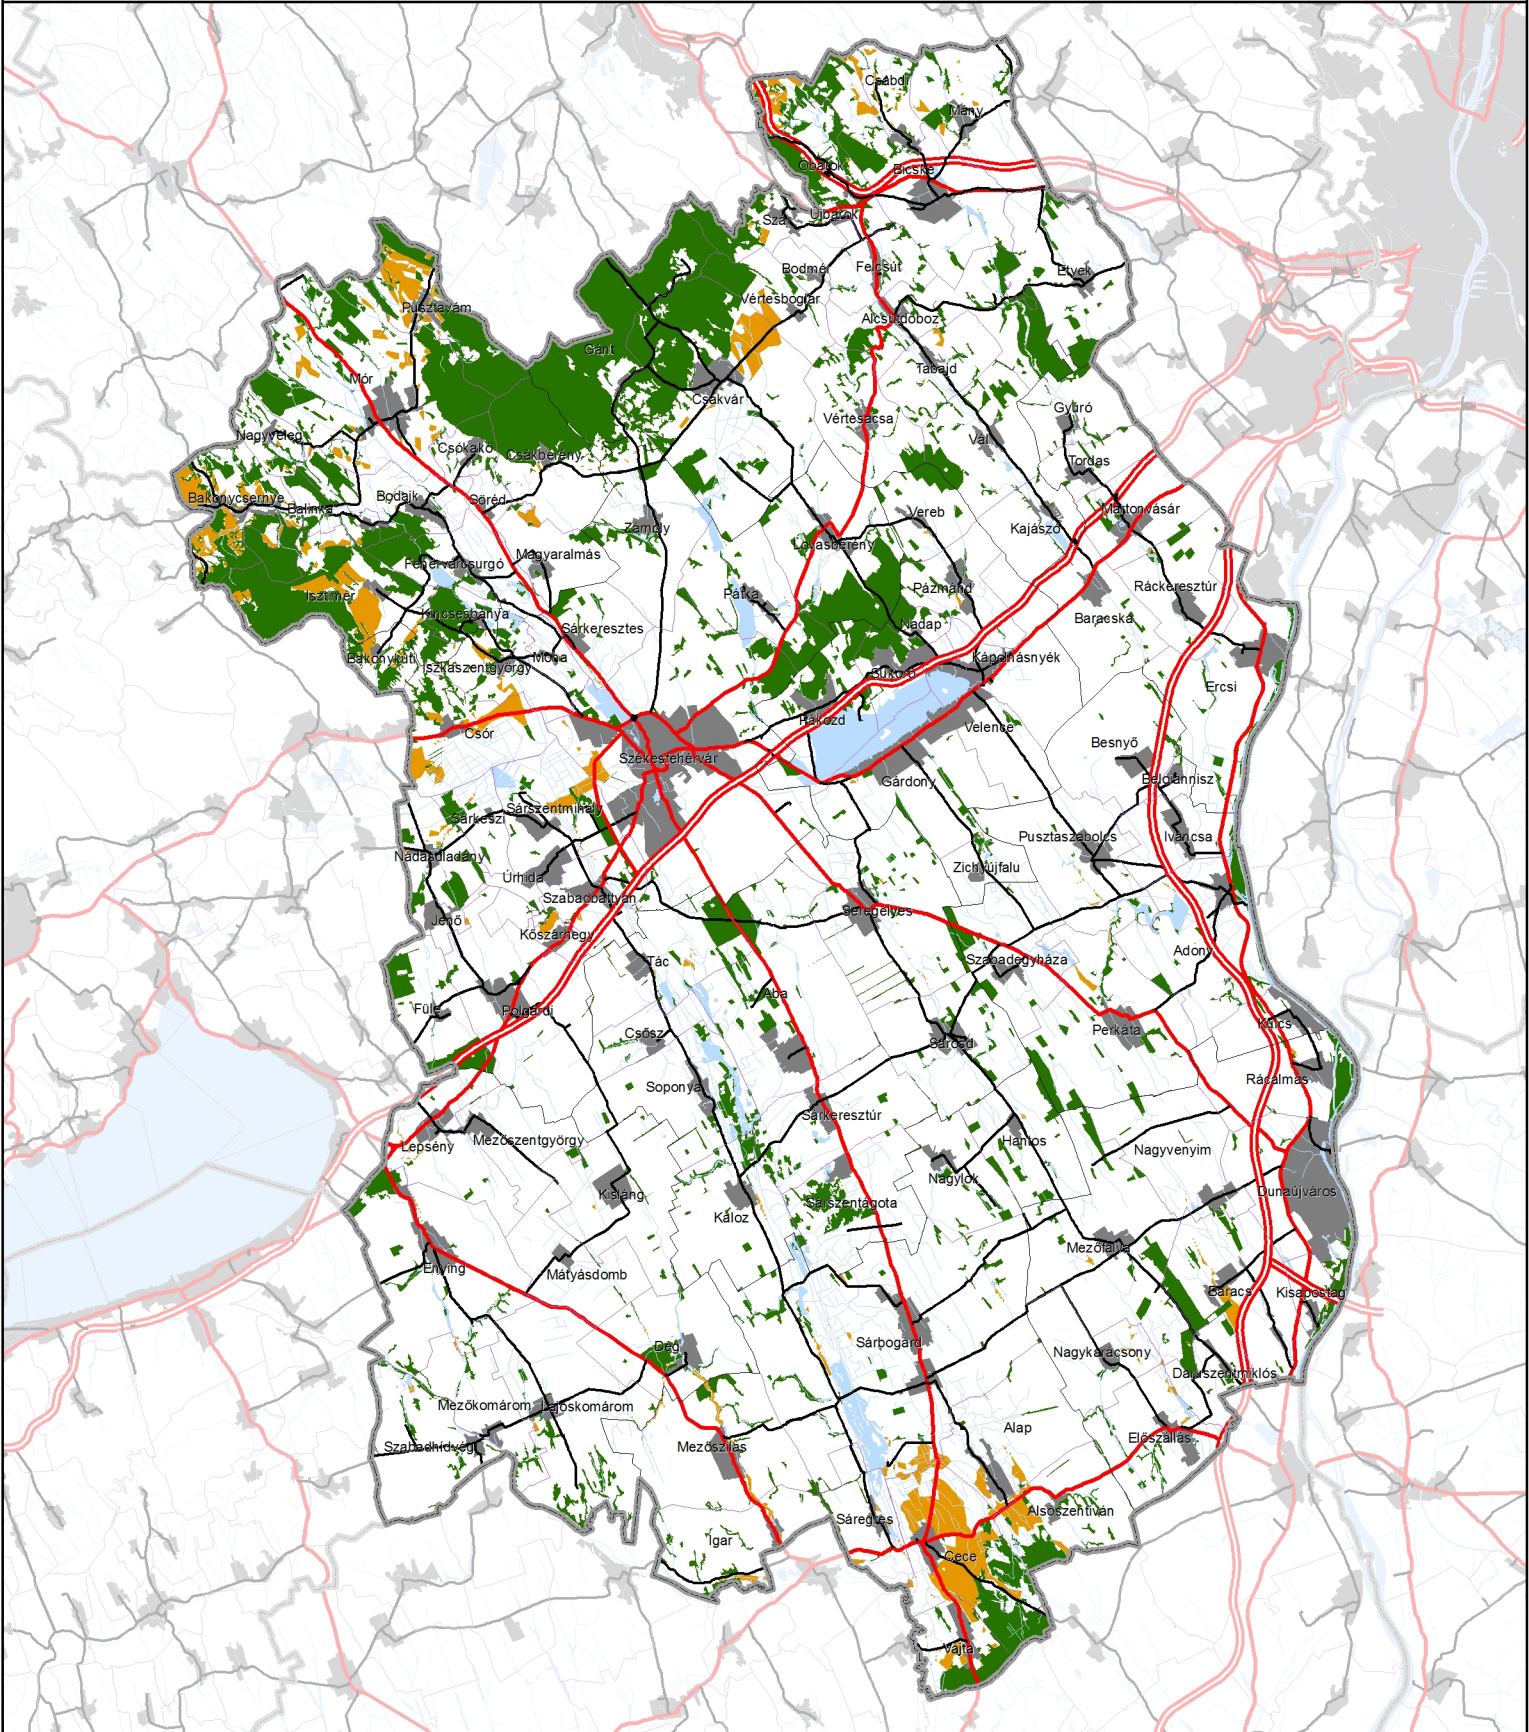 Csabdi
Mány
Óbarok
Bicske
Szár
Újbarok
Bodmér
Felcsút
Etyek
Vértesboglár
Pusztavám
Alcsútdoboz
Gánt
Tabajd
Mór
Csákvár
Gyúró
Vértesacsa
Nagyveleg
Vál
Csókakő
Csákberény
Tordas
Bakonycsernye
Bodajk
Söréd
Balinka
Vereb
Mártonvásár
Zámoly
Kajászó
Lovasberény
Magyaralmás
Fehérvárcsurgó
Isztimér
Pátka
Pázmánd
Ráckeresztúr
Kincsesbánya
Baracska
Nadap
Sárkeresztes
Bakonykúti
Moha
Iszkaszentgyörgy
Kápolnásnyék
Sukoró
Ercsi
Pákozd
Velence
Csór
Besnyő
Székesfehérvár
Gárdony
Beloiannisz
Sárszentmihály
Sárkeszi
Pusztaszabolcs
Iváncsa
Nádasdladány
Zichyújfalu
Úrhida
Szabadbattyán
Seregélyes
Jenő
Kőszárhegy
Adony
Tác
Szabadegyháza
Aba
Füle
Polgárdi
Kulcs
Csősz
Perkáta
Sárosd
Rácalmás
Soponya
Sárkeresztúr
Lepsény
Mezőszentgyörgy
Hantos
Nagyvenyim
Nagylók
Kisláng
Dunaújváros
Sárszentágota
Káloz
Mezőfalva
Enying
Mátyásdomb
Baracs
Kisapostag
Sárbogárd
Dég
Nagykarácsony
Daruszentmiklós
Mezőkomárom
Lajoskomárom
Alap
Előszállás
Szabadhídvég
Mezőszilas
Alsószentiván
Sáregres
Igar
Cece
Vajta